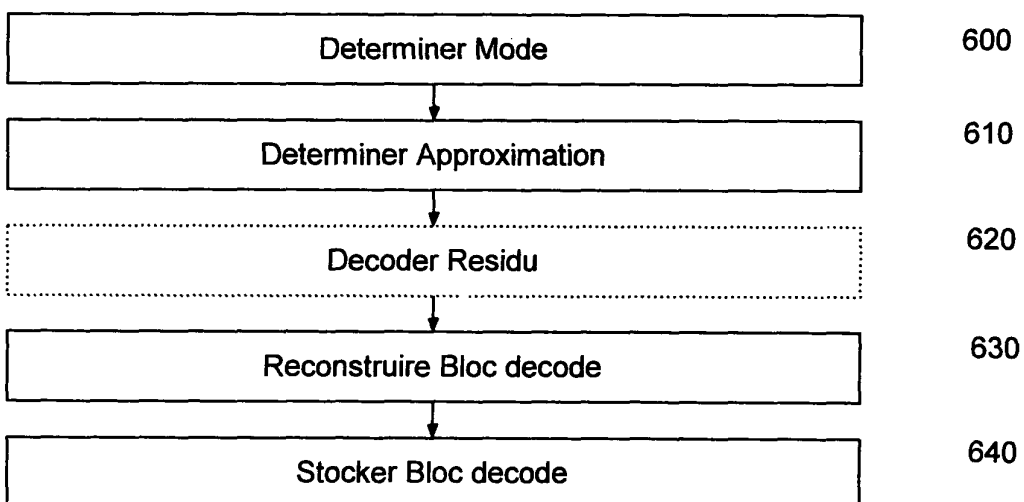 Determiner Mode 600
Determiner Approximation 610
Decoder Residu 620
Reconstruire Bloc decode 630
Stocker Bloc decode 640